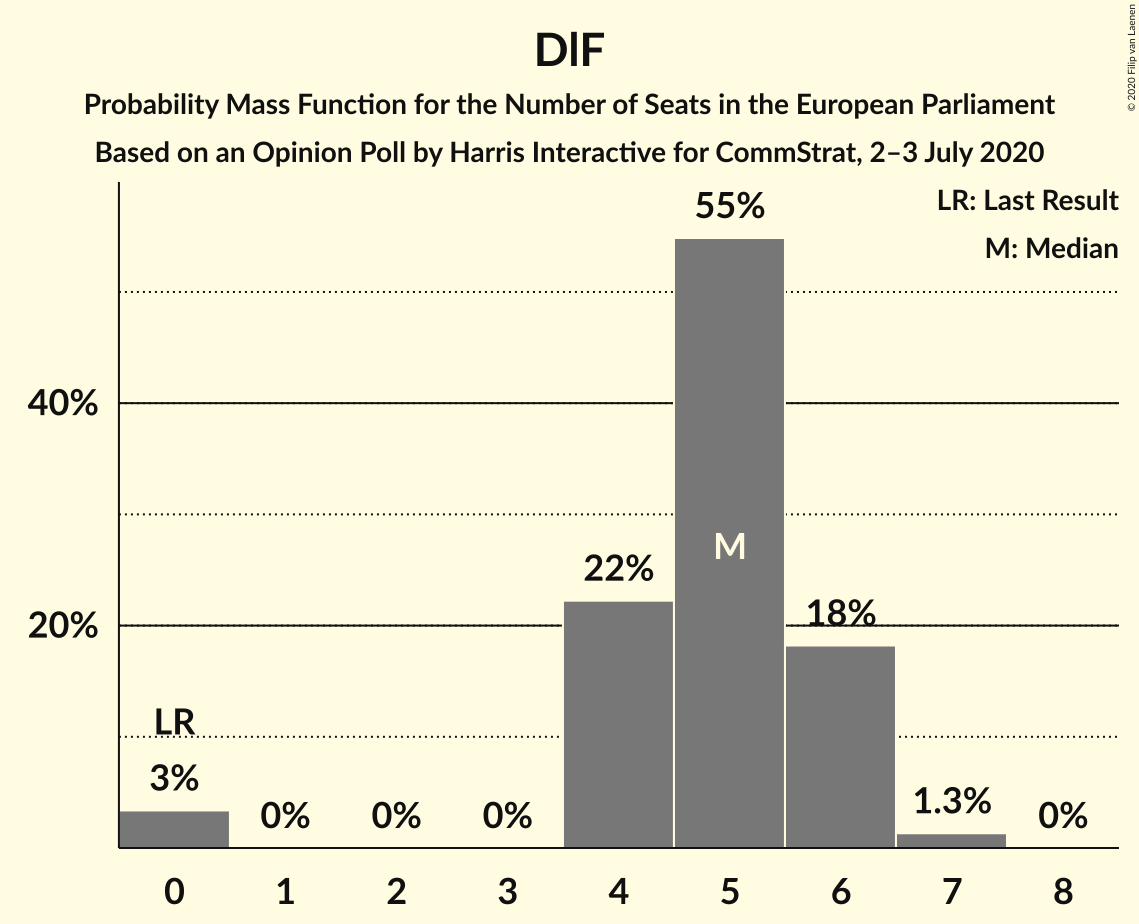 DlF
Probability Mass Function for the Number of Seats in the European Parliament
Based on an Opinion Poll by Harris Interactive for CommStrat, 2–3 July 2020
© 2020 Filip van Laenen
LR: Last Result
M: Median
55%
40%
M
22%
20%
18%
LR
3%
0%
0%
0%
1.3%
0%
0 1 2 3 4 5 6 7 8